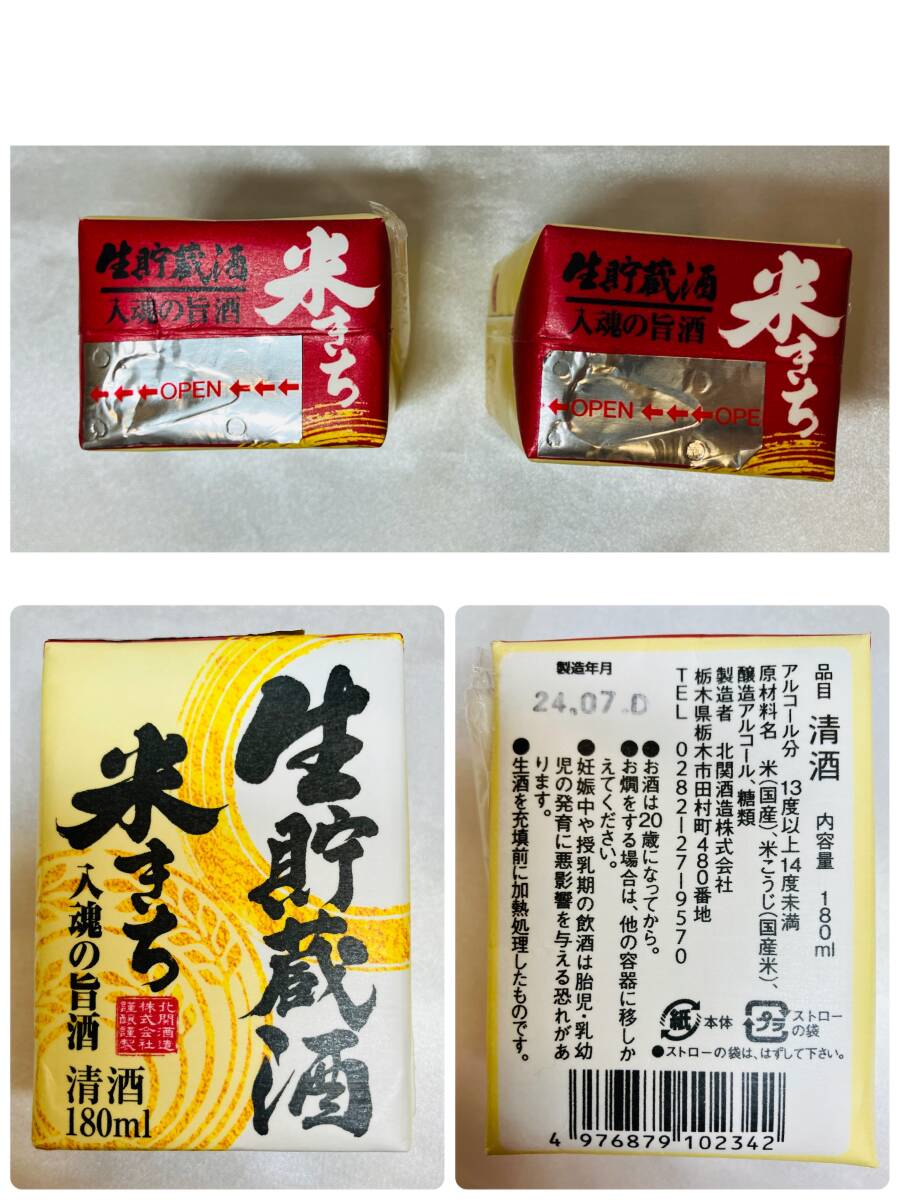 生貯蔵酒
入魂の旨酒
米きち
OPEN
生貯蔵酒
入魂の旨酒
米きち
OPEN
OPE
生貯蔵酒
米きち
入魂の旨酒
北関酒造
株式会社
謹醸謹製
清酒
180ml
製造年月
24.07.D
品目 清酒 内容量 180ml
アルコール分 13度以上14度未満
原材料名 米(国産)、米こうじ(国産米)、
醸造アルコール、糖類
製造者 北関酒造株式会社
栃木県栃木市田村町480番地
TEL 0282-27-9570
●お酒は20歳になってから。
●お燗をする場合は、他の容器に移しか
えてください。
●妊娠中や授乳期の飲酒は胎児・乳幼
児の発育に悪影響を与える恐れがあ
ります。
●生酒を充填前に加熱処理したものです。
紙 本体
プラ ストロー
の袋
●ストローの袋は、はずして下さい。
4 976879 102342